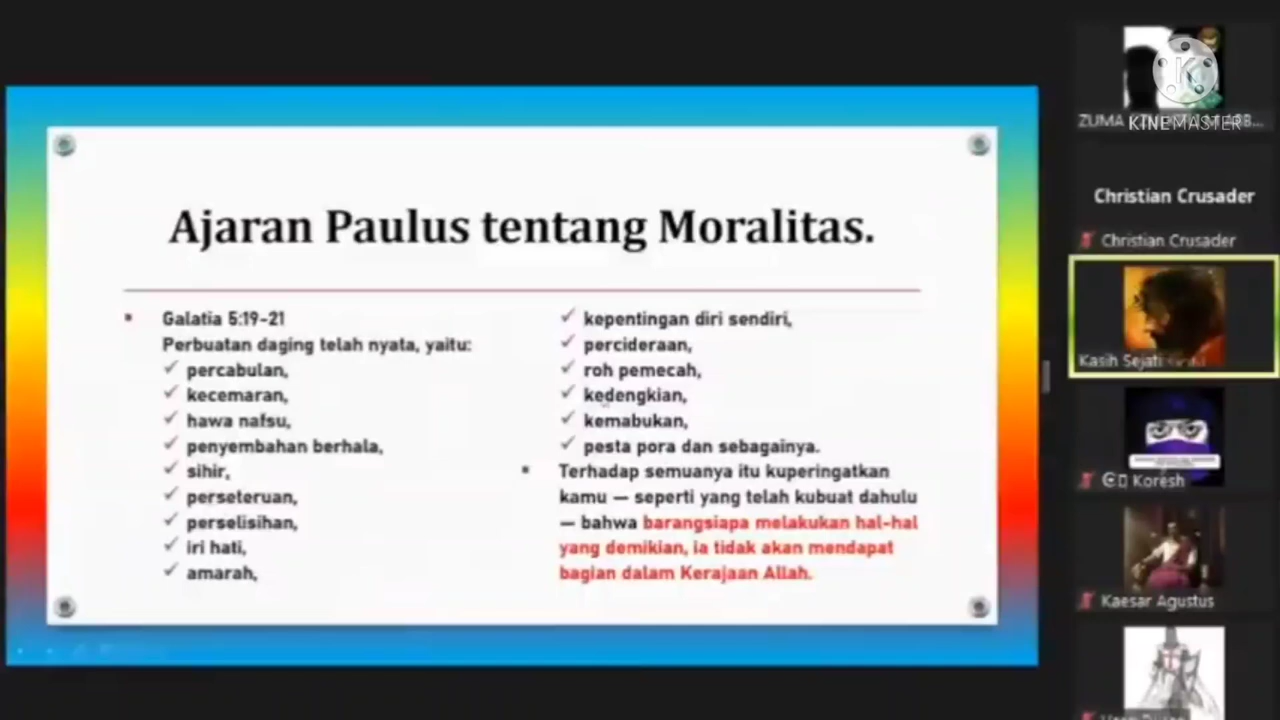 Ajaran Paulus tentang Moralitas.
Galatia 5:19-21
Perbuatan daging telah nyata, yaitu:
percabulan,
kecemaran,
hawa nafsu,
penyembahan berhala,
sihir,
perseteruan,
perselisihan,
iri hati,
amarah,
kepentingan diri sendiri,
percideraan,
roh pemecah,
kedengkian,
kemabukan,
pesta pora dan sebagainya.
Terhadap semuanya itu kuperingatkan
kamu — seperti yang telah kubuat dahulu
— bahwa barangsiapa melakukan hal-hal
yang demikian, ia tidak akan mendapat
bagian dalam Kerajaan Allah.
ZUMA
KINEMASTER
Christian Crusader
Christian Crusader
Kasih Sejati
Koresh
Kaesar Agustus